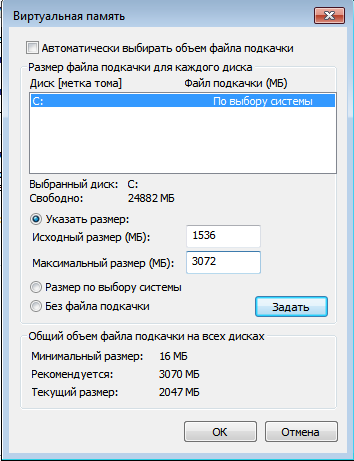 Виртуальная память
Автоматически выбирать объем файла подкачки
Размер файла подкачки для каждого диска
Диск [метка тома] Файл подкачки (МБ)
C: По выбору системы
Выбранный диск: C:
Свободно: 24882 МБ
Указать размер:
Исходный размер (МБ): 1536
Максимальный размер (МБ): 3072
Размер по выбору системы
Без файла подкачки Задать
Общий объем файла подкачки на всех дисках
Минимальный размер: 16 МБ
Рекомендуется: 3070 МБ
Текущий размер: 2047 МБ
ОК Отмена